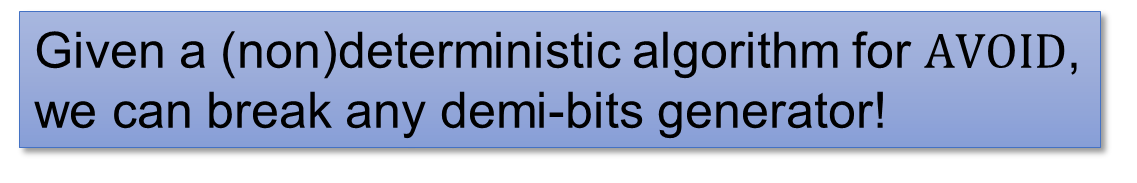 Given a (non)deterministic algorithm for AVOID,
we can break any demi-bits generator!